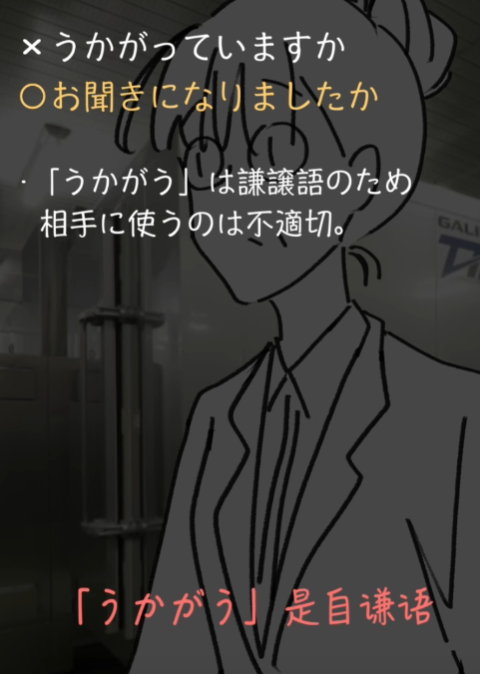 ×うかがっていますか
〇お聞きになりましたか
・「うかがう」は謙譲語のため
相手に使うのは不適切。
GALI
「うかがう」是自谦语